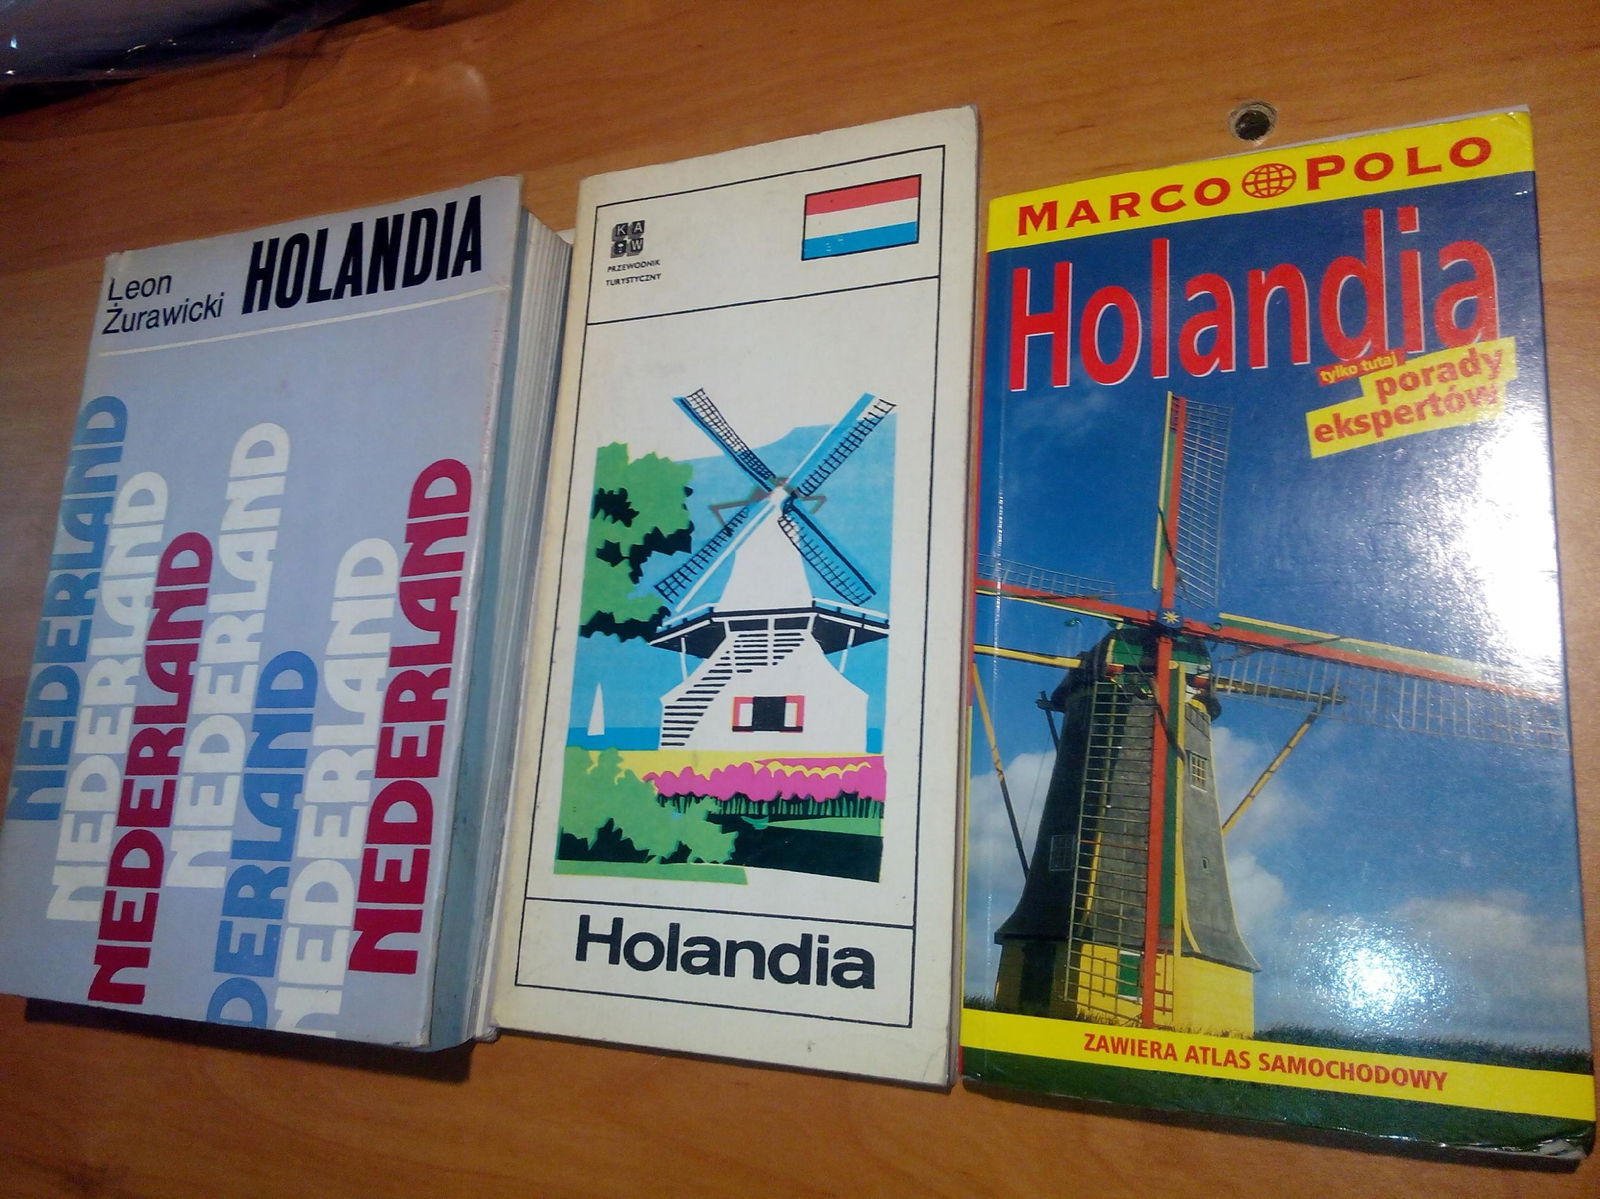 Leon
Żurawicki
HOLANDIA
NEDERLAND
NEDERLAND
NEDERLAND
NEDERLAND
DERLAND
NEDERLAND
NEDERLAND
KAW
PRZEWODNIK
TURYSTYCZNY
Holandia
MARCO POLO
Holandia
tylko tutaj
porady
ekspertów
ZAWIERA ATLAS SAMOCHODOWY